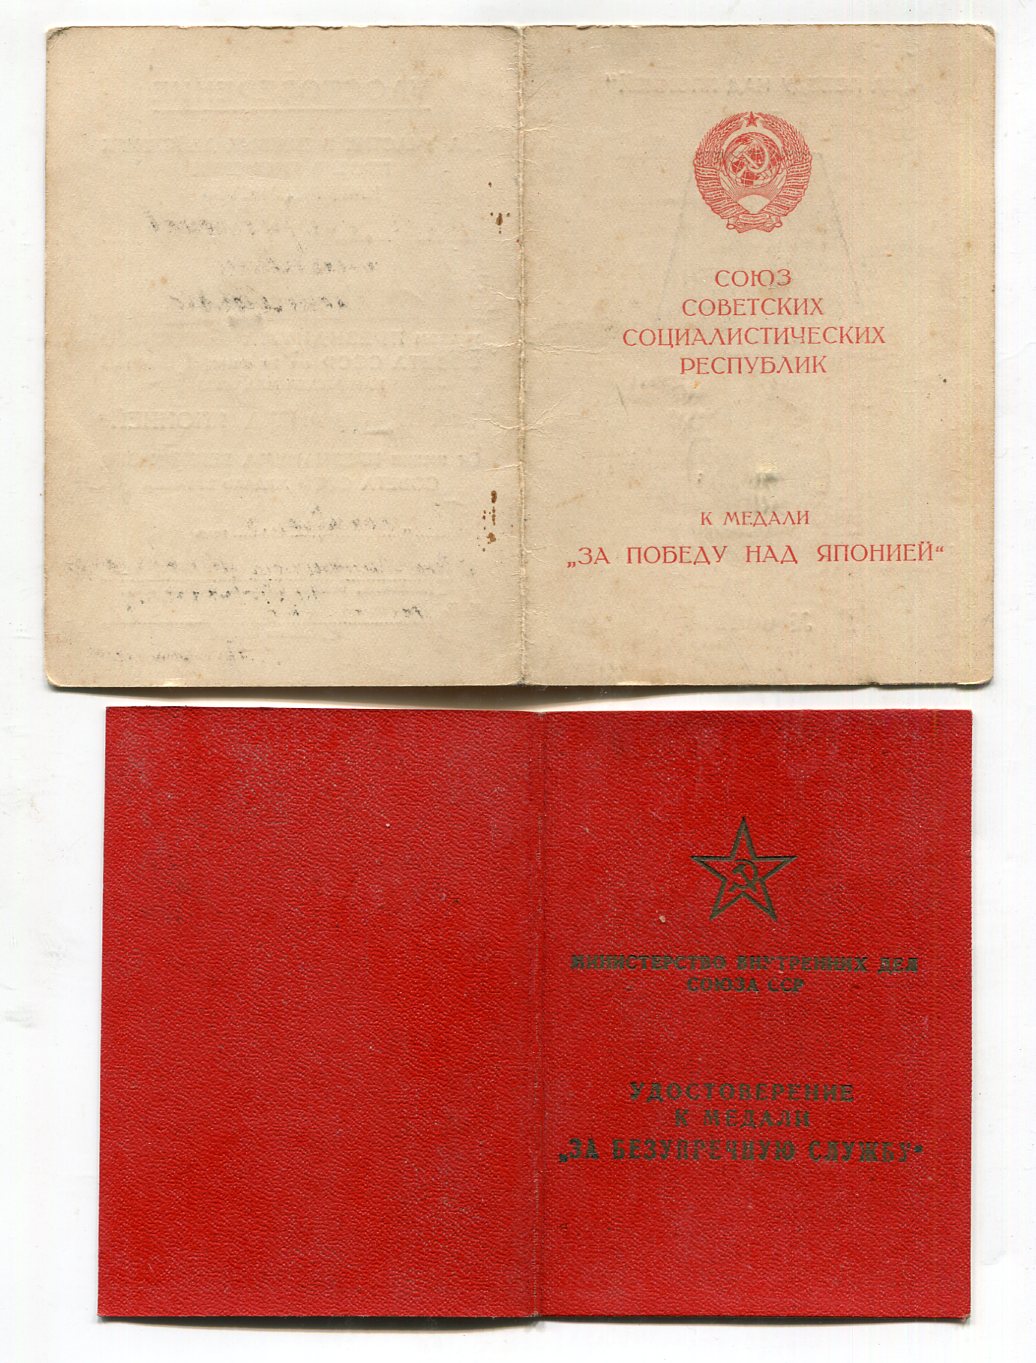 СОЮЗ
СОВЕТСКИХ
СОЦИАЛИСТИЧЕСКИХ
РЕСПУБЛИК
К МЕДАЛИ
„ЗА ПОБЕДУ НАД ЯПОНИЕЙ“
МИНИСТЕРСТВО ВНУТРЕННИХ ДЕЛ
СОЮЗА ССР
УДОСТОВЕРЕНИЕ
К МЕДАЛИ
„ЗА БЕЗУПРЕЧНУЮ СЛУЖБУ“